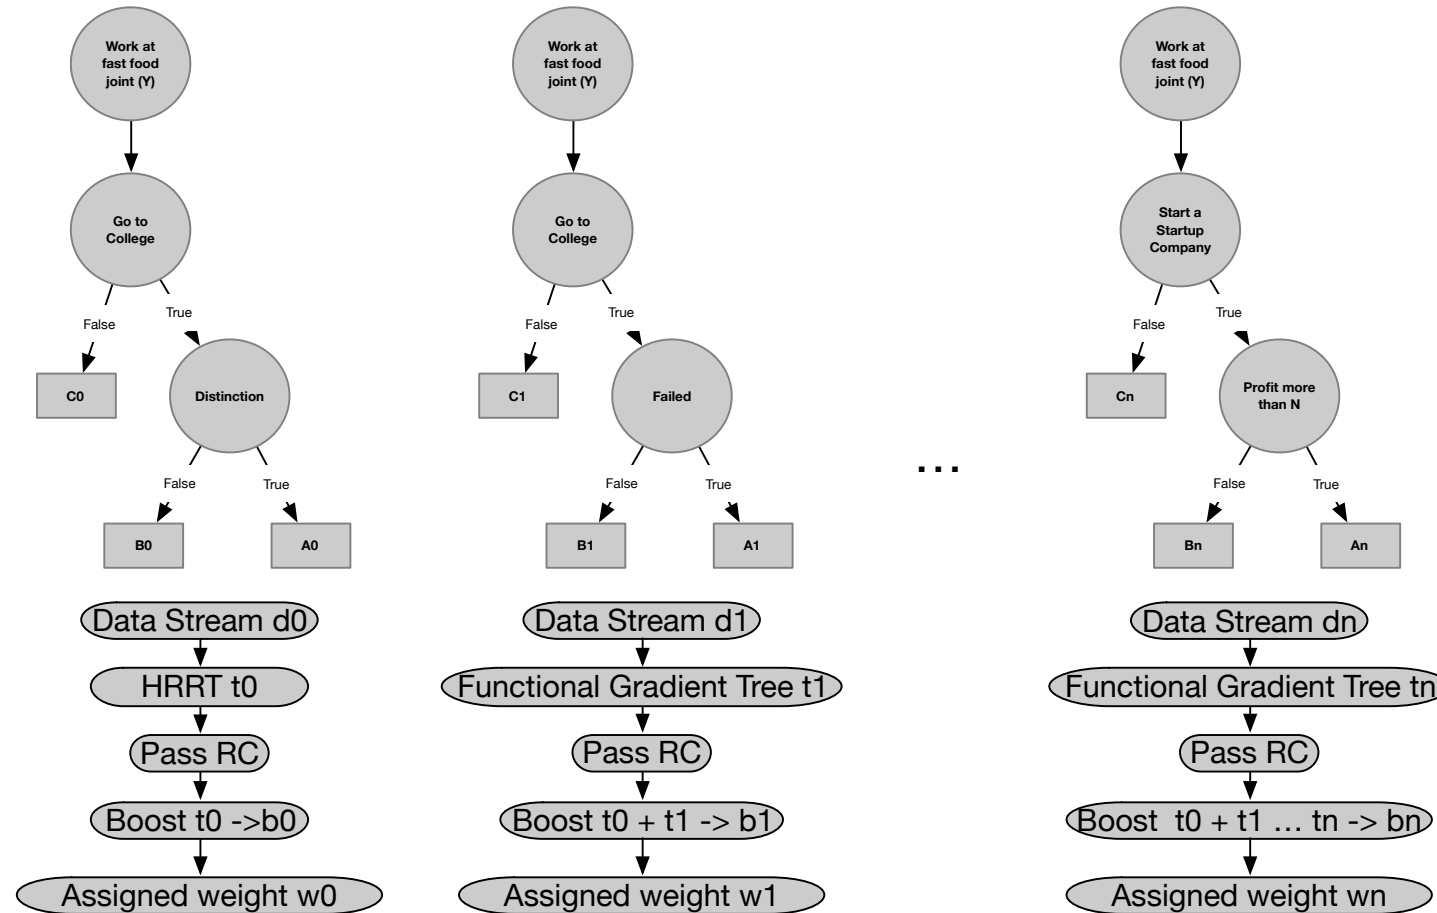 Work at
fast food
joint (Y)
Go to
College
False
True
C0
Distinction
False
True
B0
A0
Data Stream d0
HRRT t0
Pass RC
Boost t0 ->b0
Assigned weight w0
Work at
fast food
joint (Y)
Go to
College
False
True
C1
Failed
False
True
B1
A1
Data Stream d1
Functional Gradient Tree t1
Pass RC
Boost t0 + t1 -> b1
Assigned weight w1
...
Work at
fast food
joint (Y)
Start a
Startup
Company
False
True
Cn
Profit more
than N
False
True
Bn
An
Data Stream dn
Functional Gradient Tree tn
Pass RC
Boost  t0 + t1 … tn -> bn
Assigned weight wn